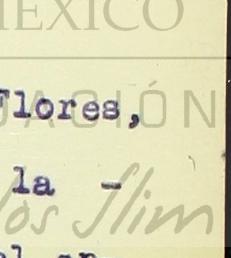 MEXICO
Flores,
ACIÓN
la -
los Slim